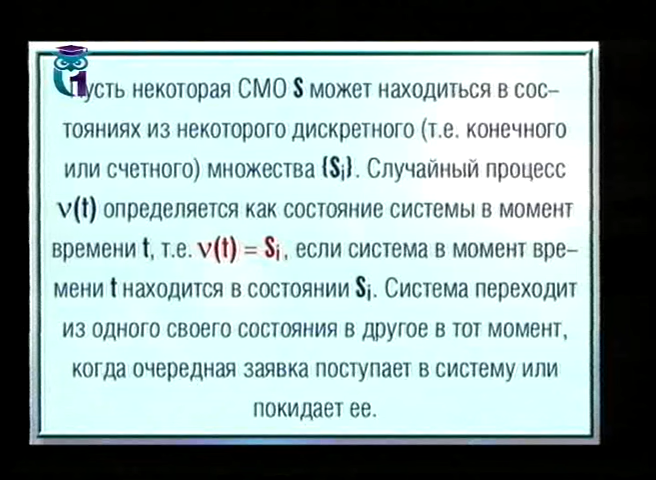 Пусть некоторая СМО S может находиться в сос–
тояниях из некоторого дискретного (т.е. конечного
или счетного) множества {Si}. Случайный процесс
ν(t) определяется как состояние системы в момент
времени t, т.е. ν(t) = Si, если система в момент вре–
мени t находится в состоянии Si. Система переходит
из одного своего состояния в другое в тот момент,
когда очередная заявка поступает в систему или
покидает ее.